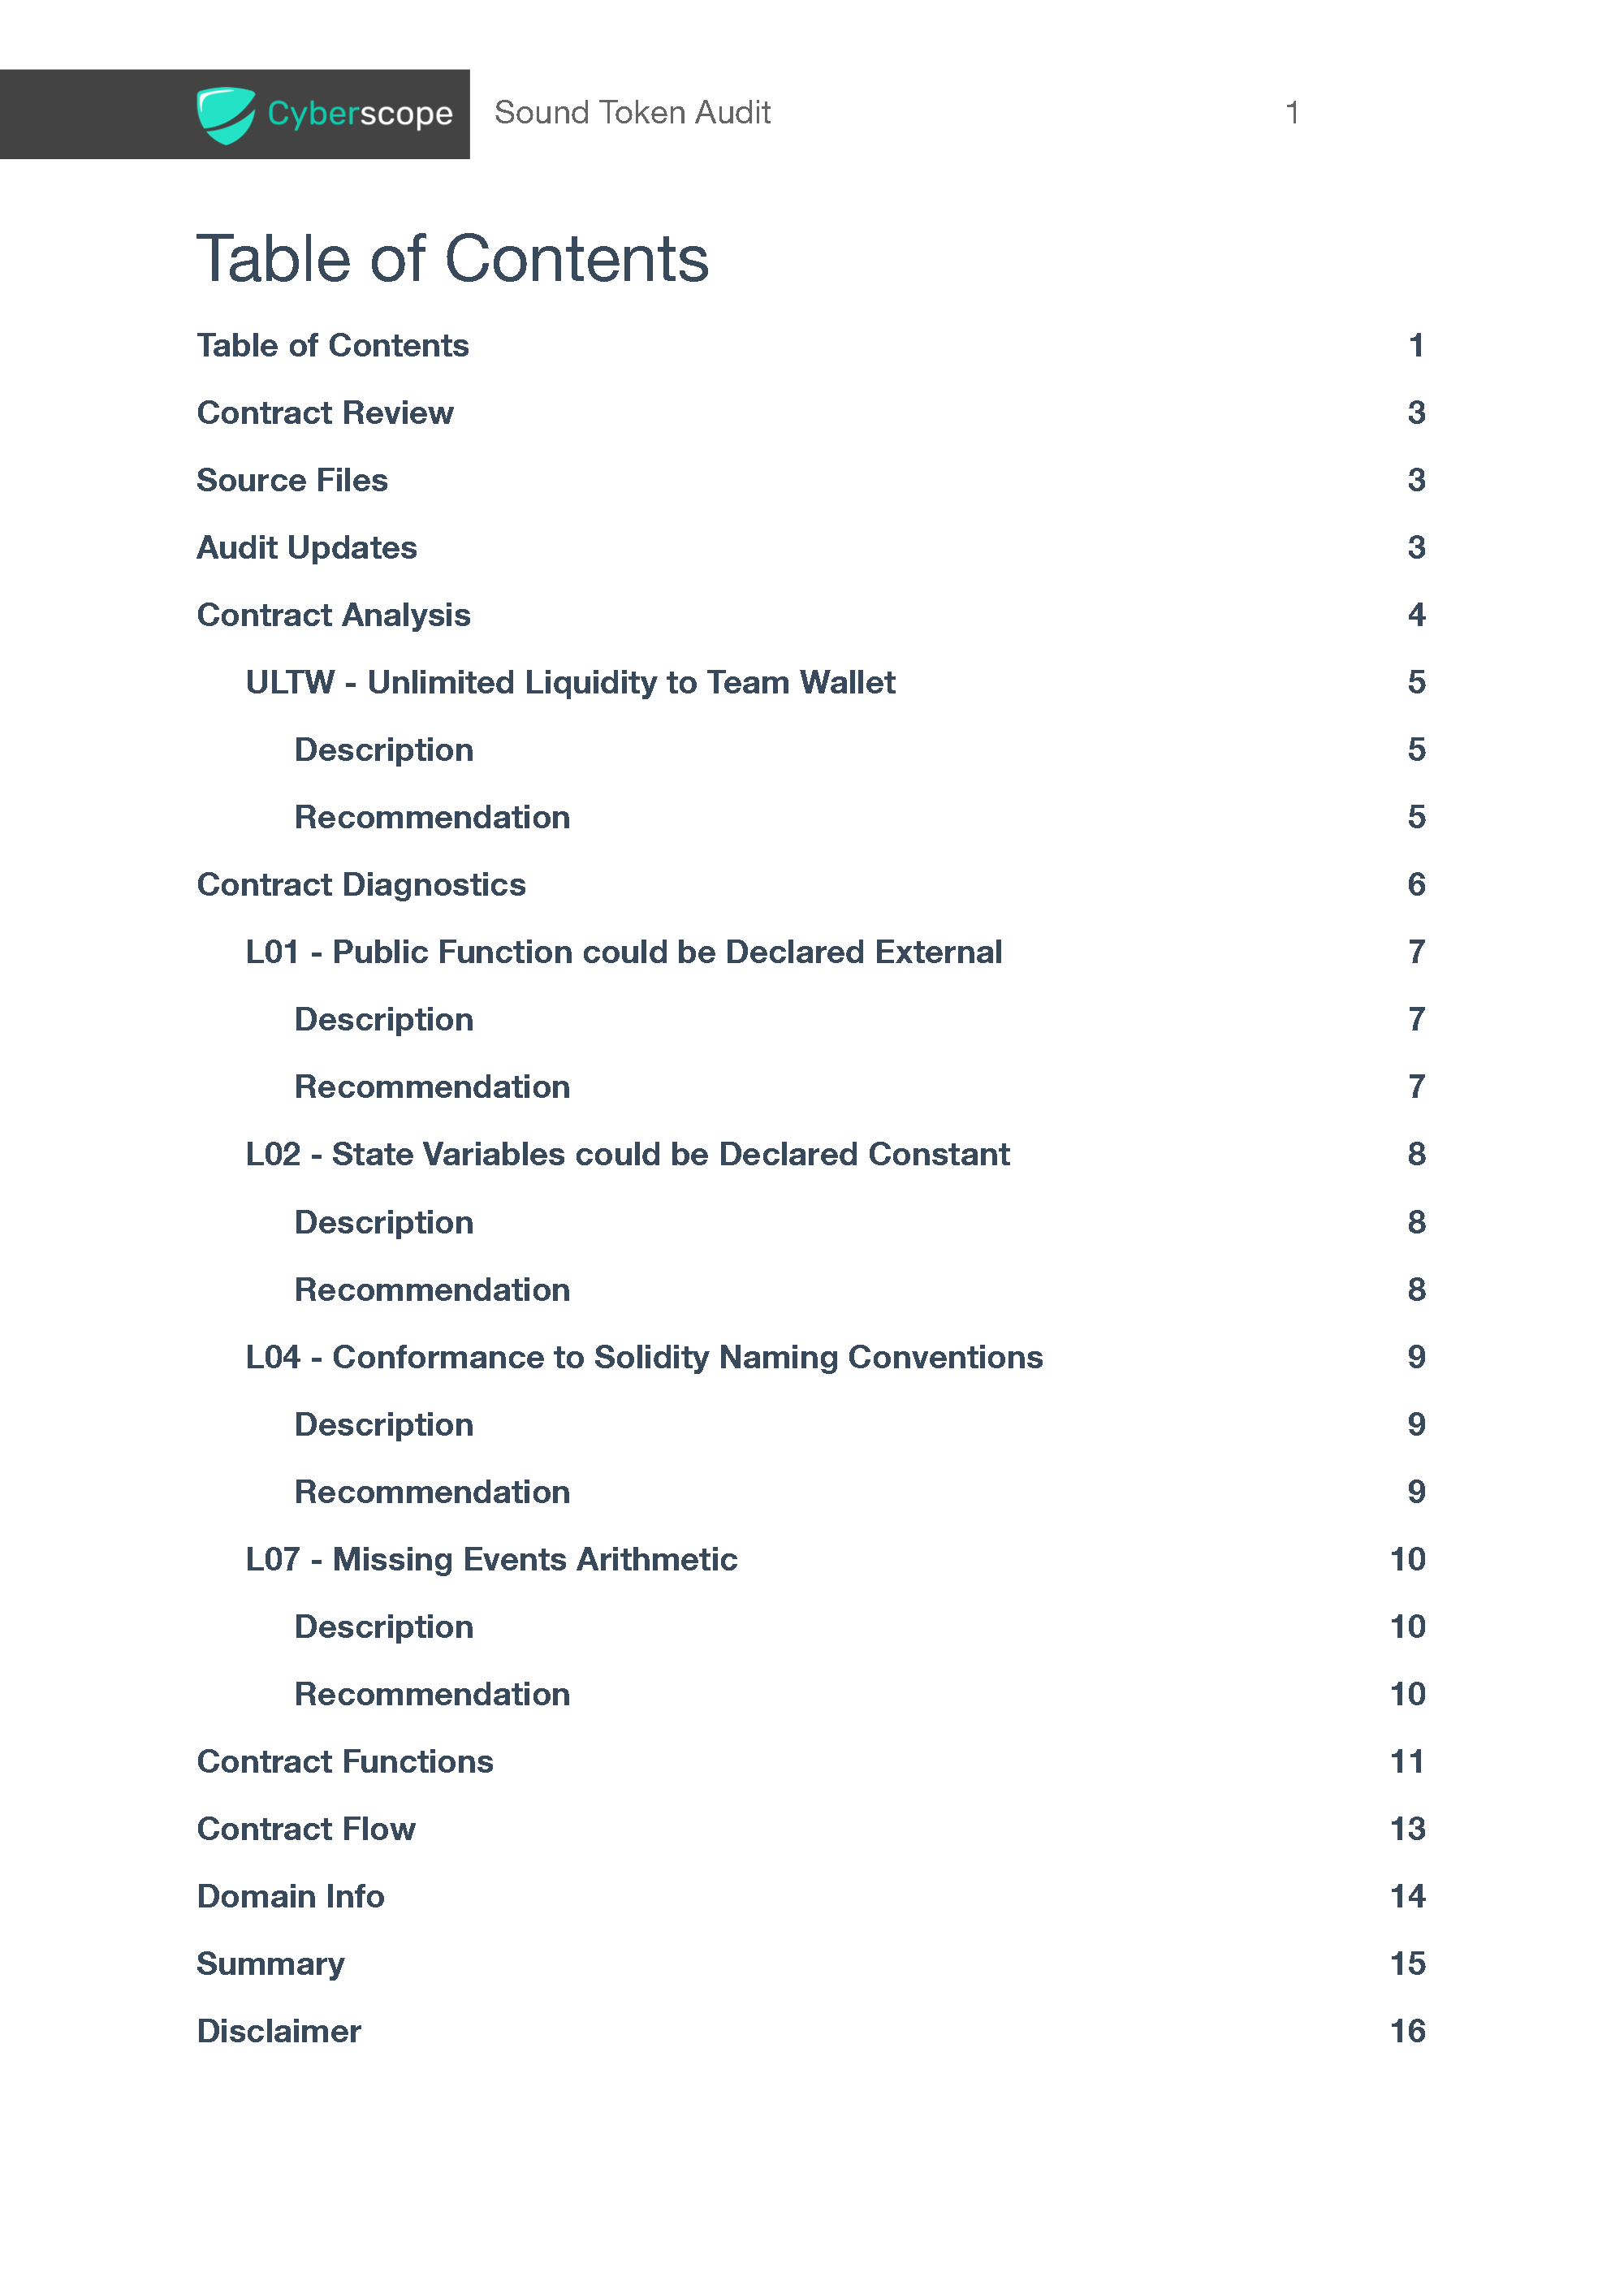 Cyberscope Sound Token Audit 1
Table of Contents
Table of Contents 1
Contract Review 3
Source Files 3
Audit Updates 3
Contract Analysis 4
ULTW - Unlimited Liquidity to Team Wallet 5
Description 5
Recommendation 5
Contract Diagnostics 6
L01 - Public Function could be Declared External 7
Description 7
Recommendation 7
L02 - State Variables could be Declared Constant 8
Description 8
Recommendation 8
L04 - Conformance to Solidity Naming Conventions 9
Description 9
Recommendation 9
L07 - Missing Events Arithmetic 10
Description 10
Recommendation 10
Contract Functions 11
Contract Flow 13
Domain Info 14
Summary 15
Disclaimer 16